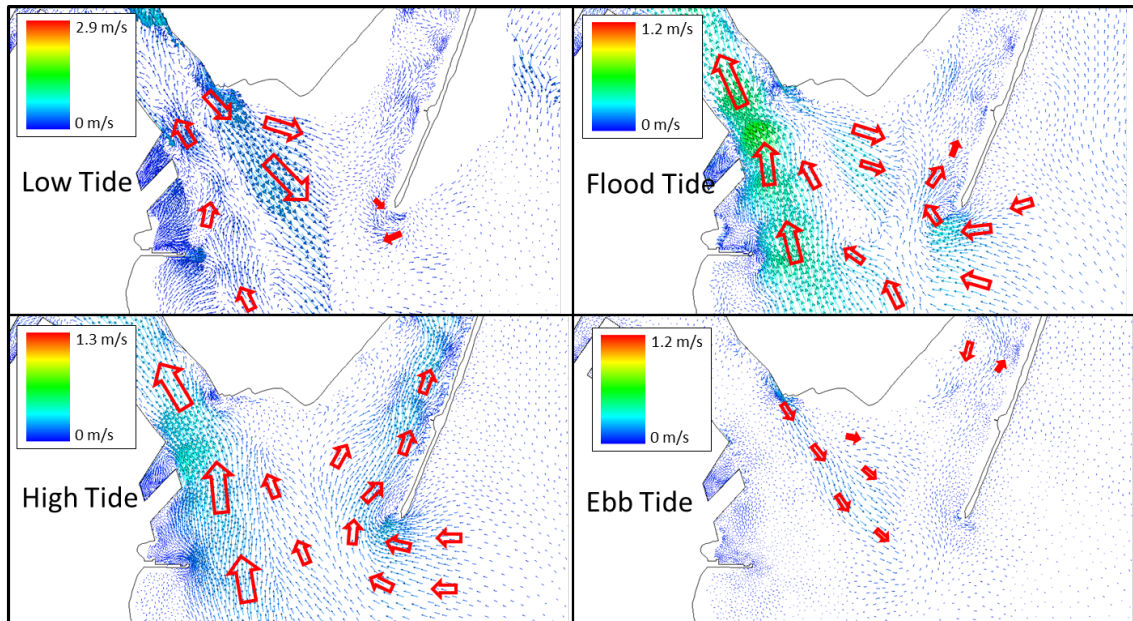 2.9 m/s
0 m/s
Low Tide
1.2 m/s
0 m/s
Flood Tide
1.3 m/s
0 m/s
High Tide
1.2 m/s
0 m/s
Ebb Tide